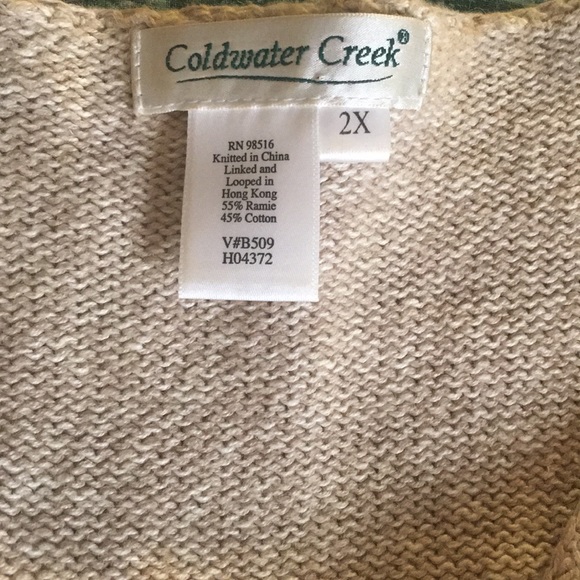 Coldwater Creek®
2X
RN 98516
Knitted in China
Linked and
Looped in
Hong Kong
55% Ramie
45% Cotton
V#B509
H04372